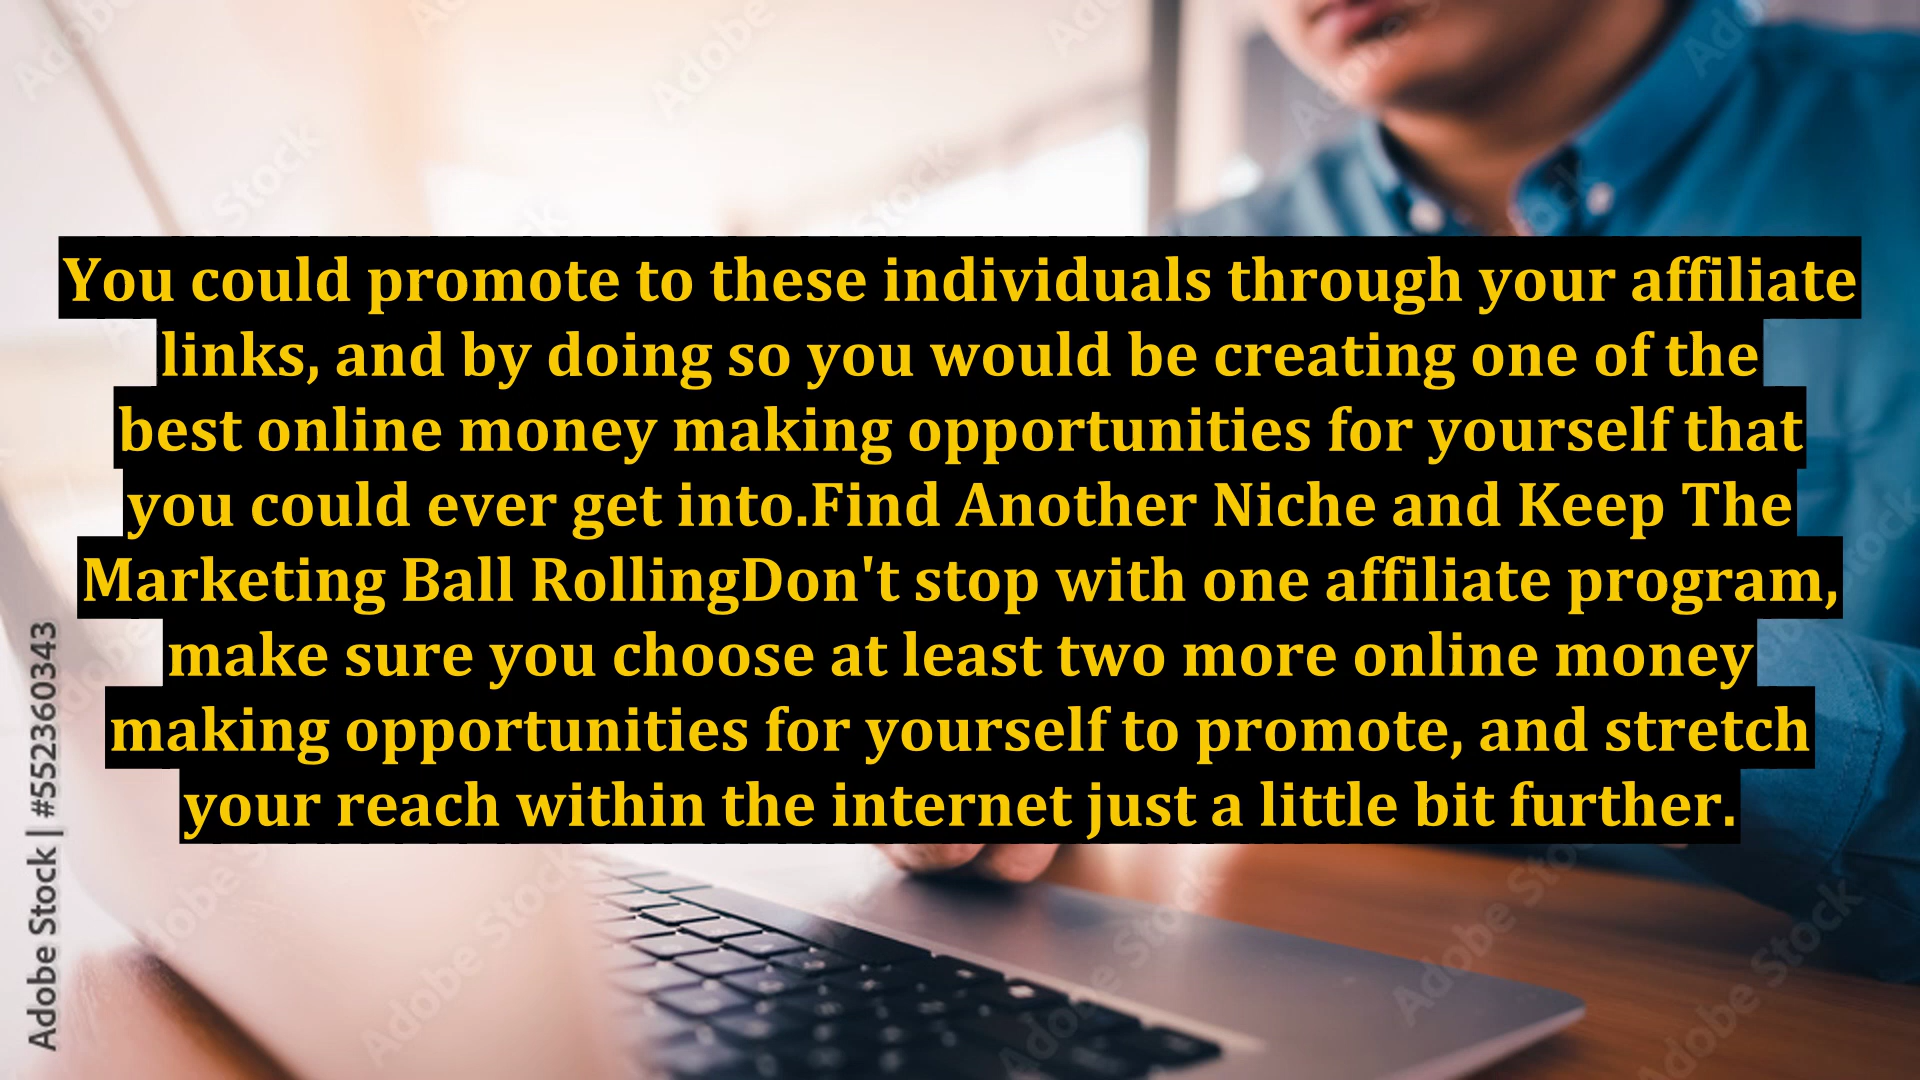 You could promote to these individuals through your affiliate
links, and by doing so you would be creating one of the
best online money making opportunities for yourself that
you could ever get into.Find Another Niche and Keep The
Marketing Ball RollingDon't stop with one affiliate program,
make sure you choose at least two more online money
making opportunities for yourself to promote, and stretch
your reach within the internet just a little bit further.
Adobe Stock | #552360343